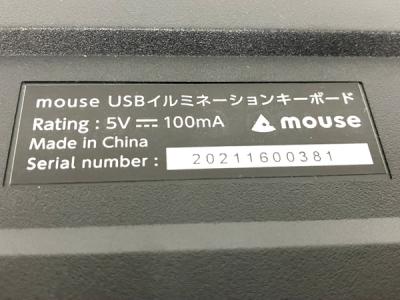 mouse USBイルミネーションキーボード
Rating : 5V ⎓ 100mA
mouse
Made in China
Serial number : 20211600381